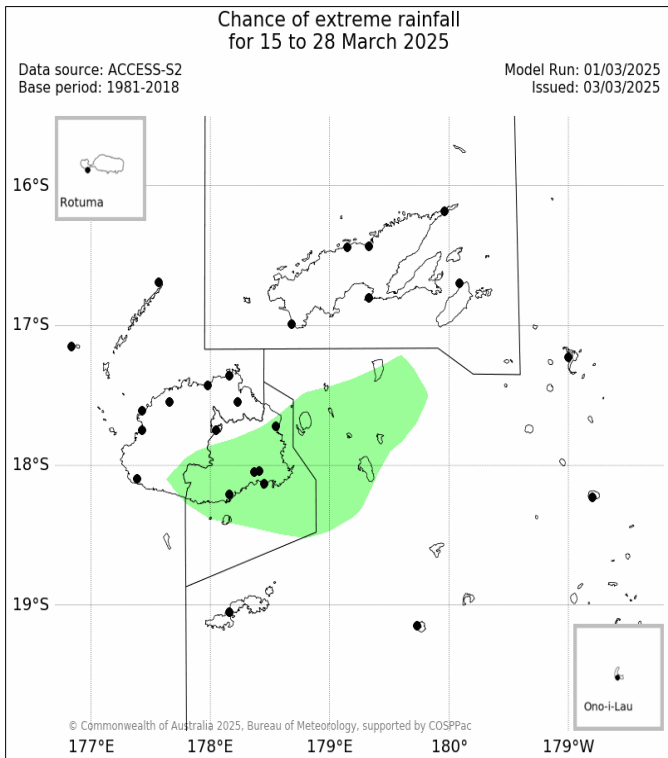 Chance of extreme rainfall
for 15 to 28 March 2025
Data source: ACCESS-S2
Base period: 1981-2018
Model Run: 01/03/2025
Issued: 03/03/2025
Rotuma
16°S
17°S
18°S
19°S
Ono-i-Lau
© Commonwealth of Australia 2025, Bureau of Meteorology, supported by COSPPac
177°E
178°E
179°E
180°
179°W